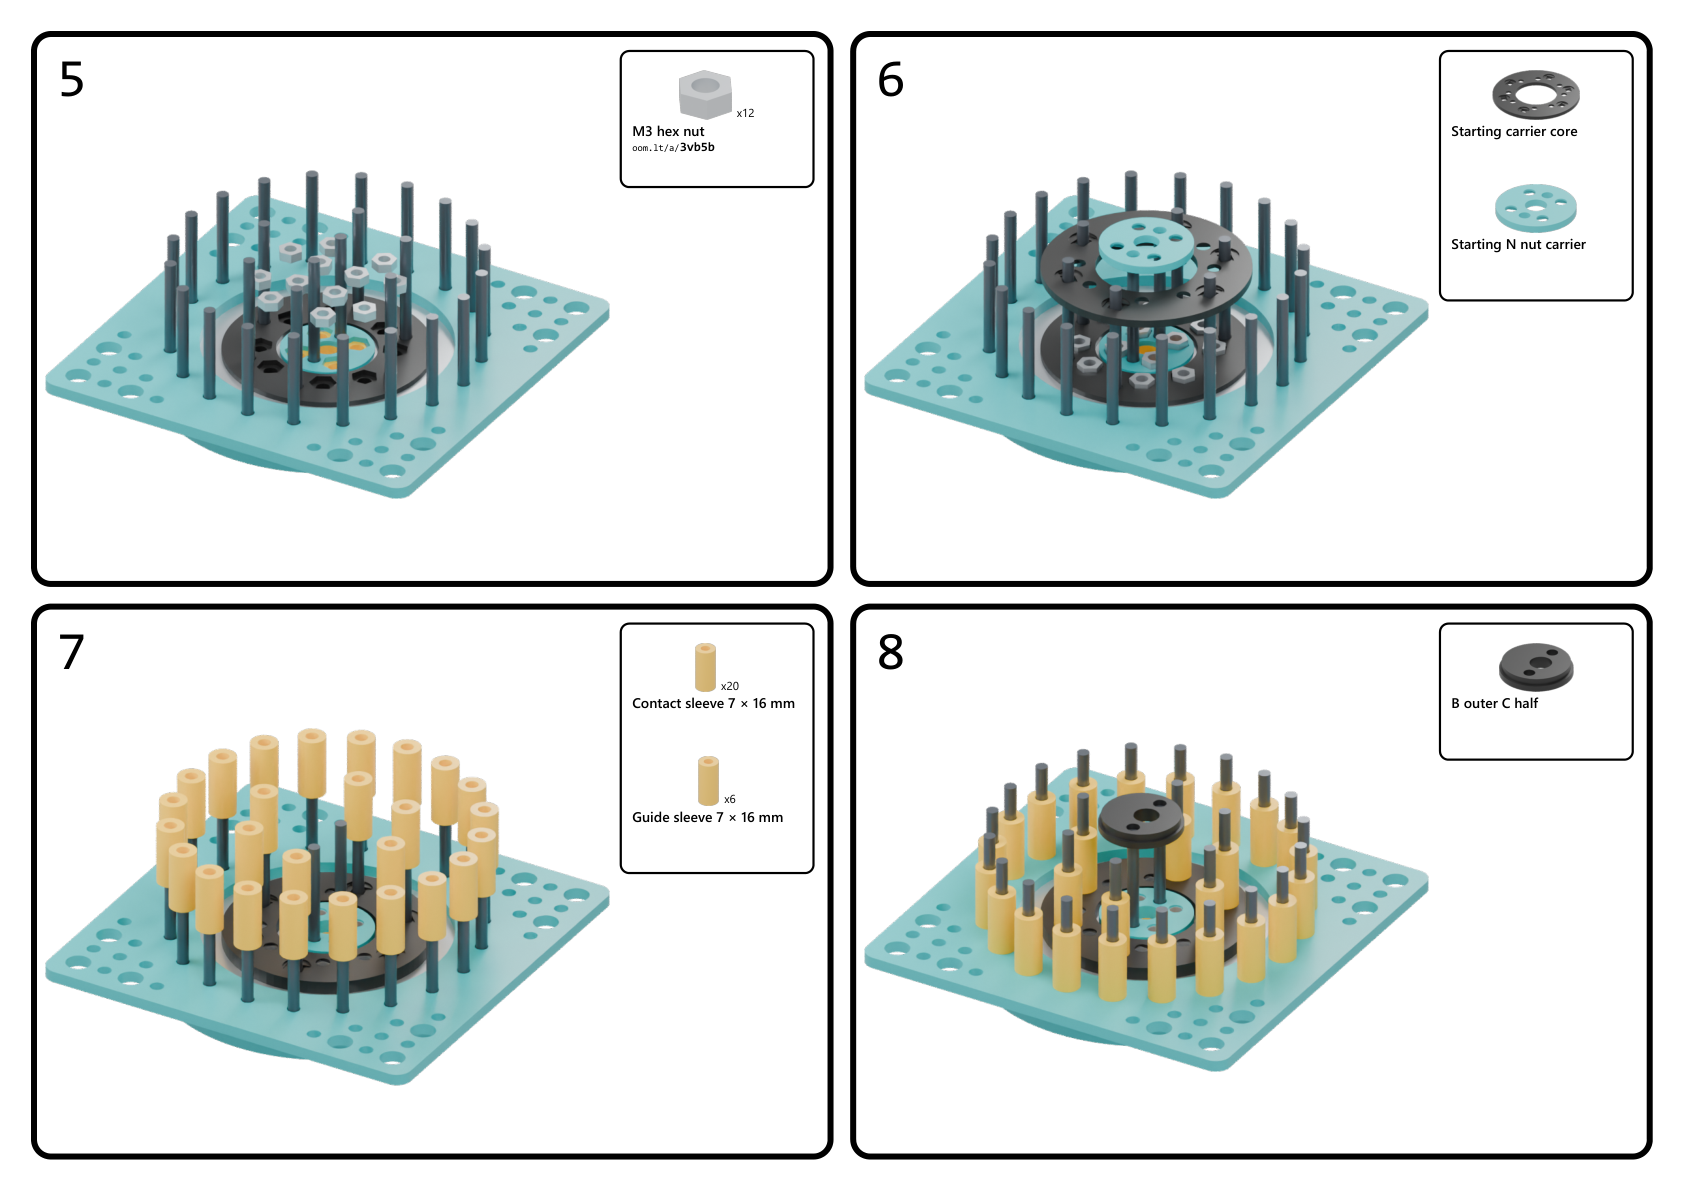 5
x12
M3 hex nut
oom.lt/a/3vb5b
6
Starting carrier core
Starting N nut carrier
7
x20
Contact sleeve 7 × 16 mm
x6
Guide sleeve 7 × 16 mm
8
B outer C half